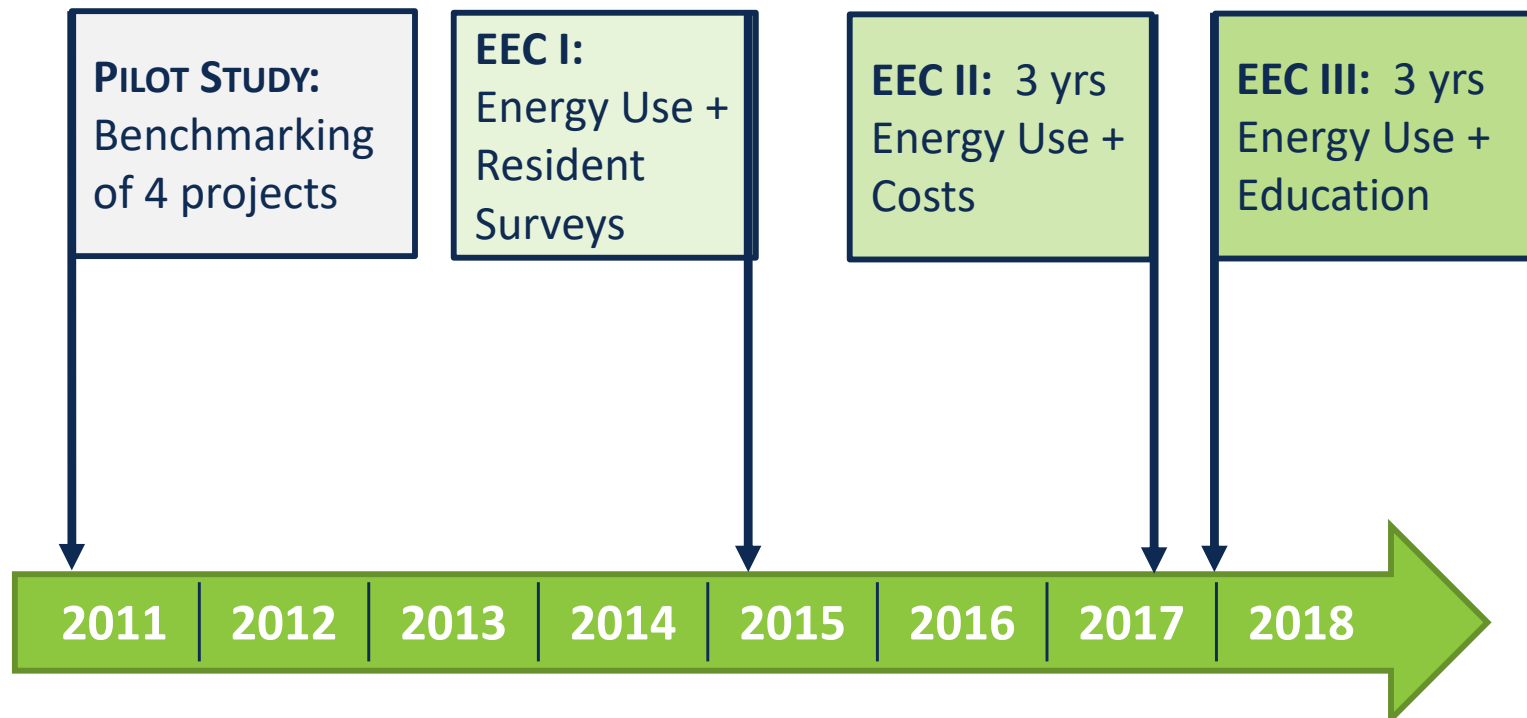 PILOT STUDY:
Benchmarking
of 4 projects
EEC I:
Energy Use +
Resident
Surveys
EEC II:  3 yrs
Energy Use +
Costs
EEC III:  3 yrs
Energy Use +
Education
2011 2012 2013 2014 2015 2016 2017 2018